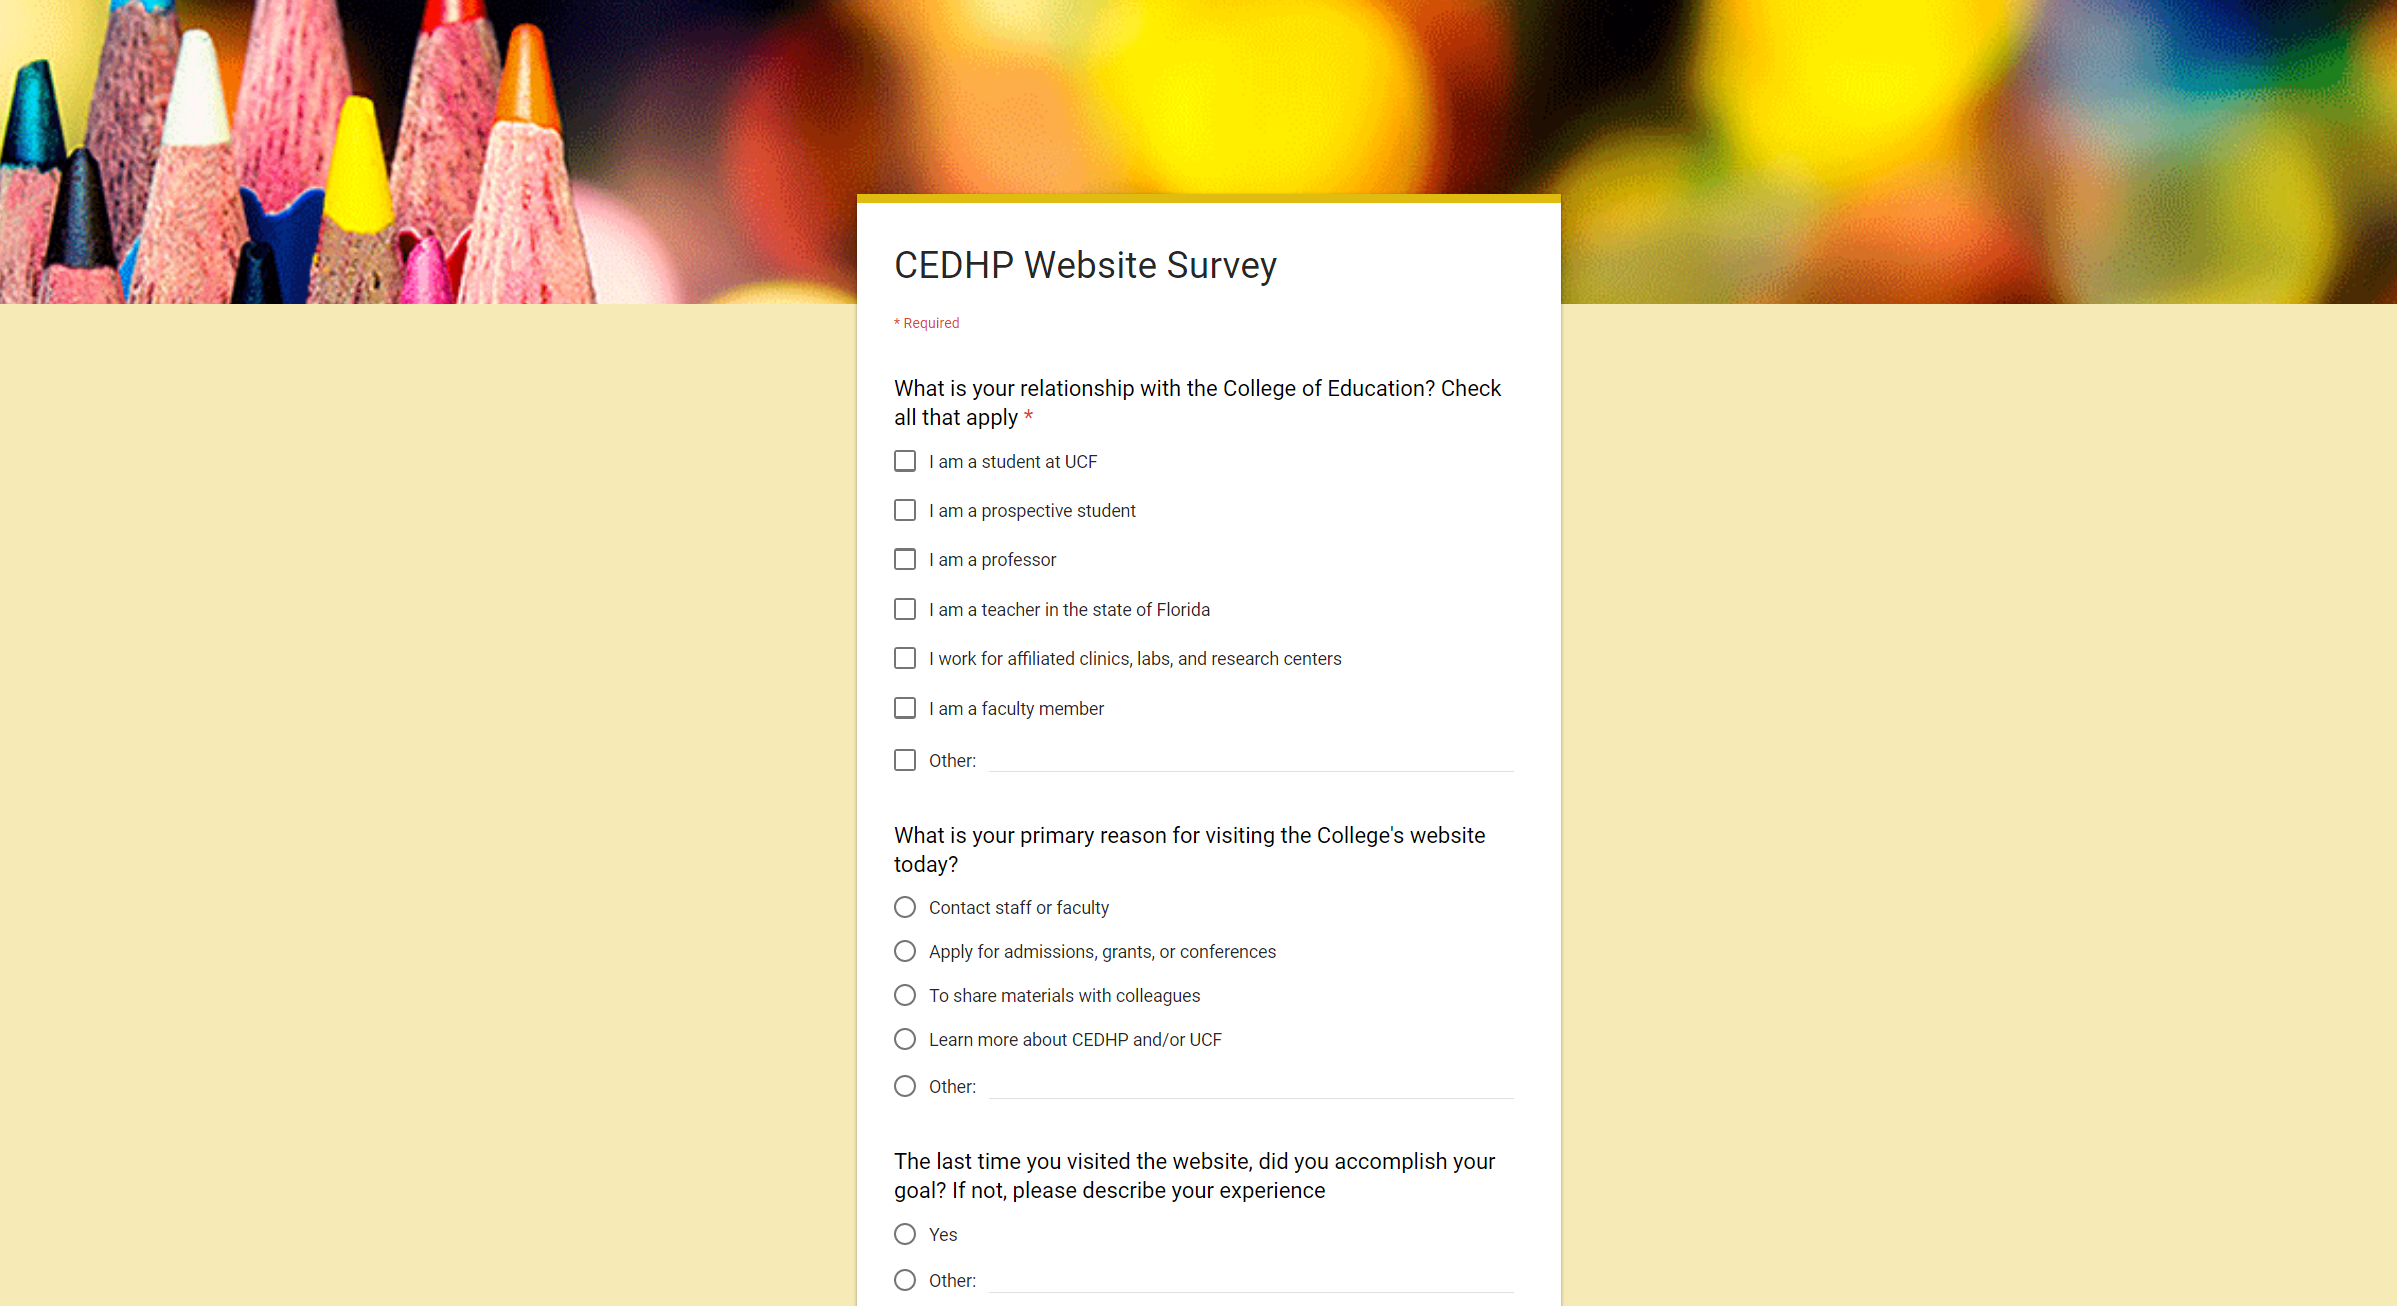 CEDHP Website Survey
* Required
What is your relationship with the College of Education? Check
all that apply *
I am a student at UCF
I am a prospective student
I am a professor
I am a teacher in the state of Florida
I work for affiliated clinics, labs, and research centers
I am a faculty member
Other:
What is your primary reason for visiting the College's website
today?
Contact staff or faculty
Apply for admissions, grants, or conferences
To share materials with colleagues
Learn more about CEDHP and/or UCF
Other:
The last time you visited the website, did you accomplish your
goal? If not, please describe your experience
Yes
Other: